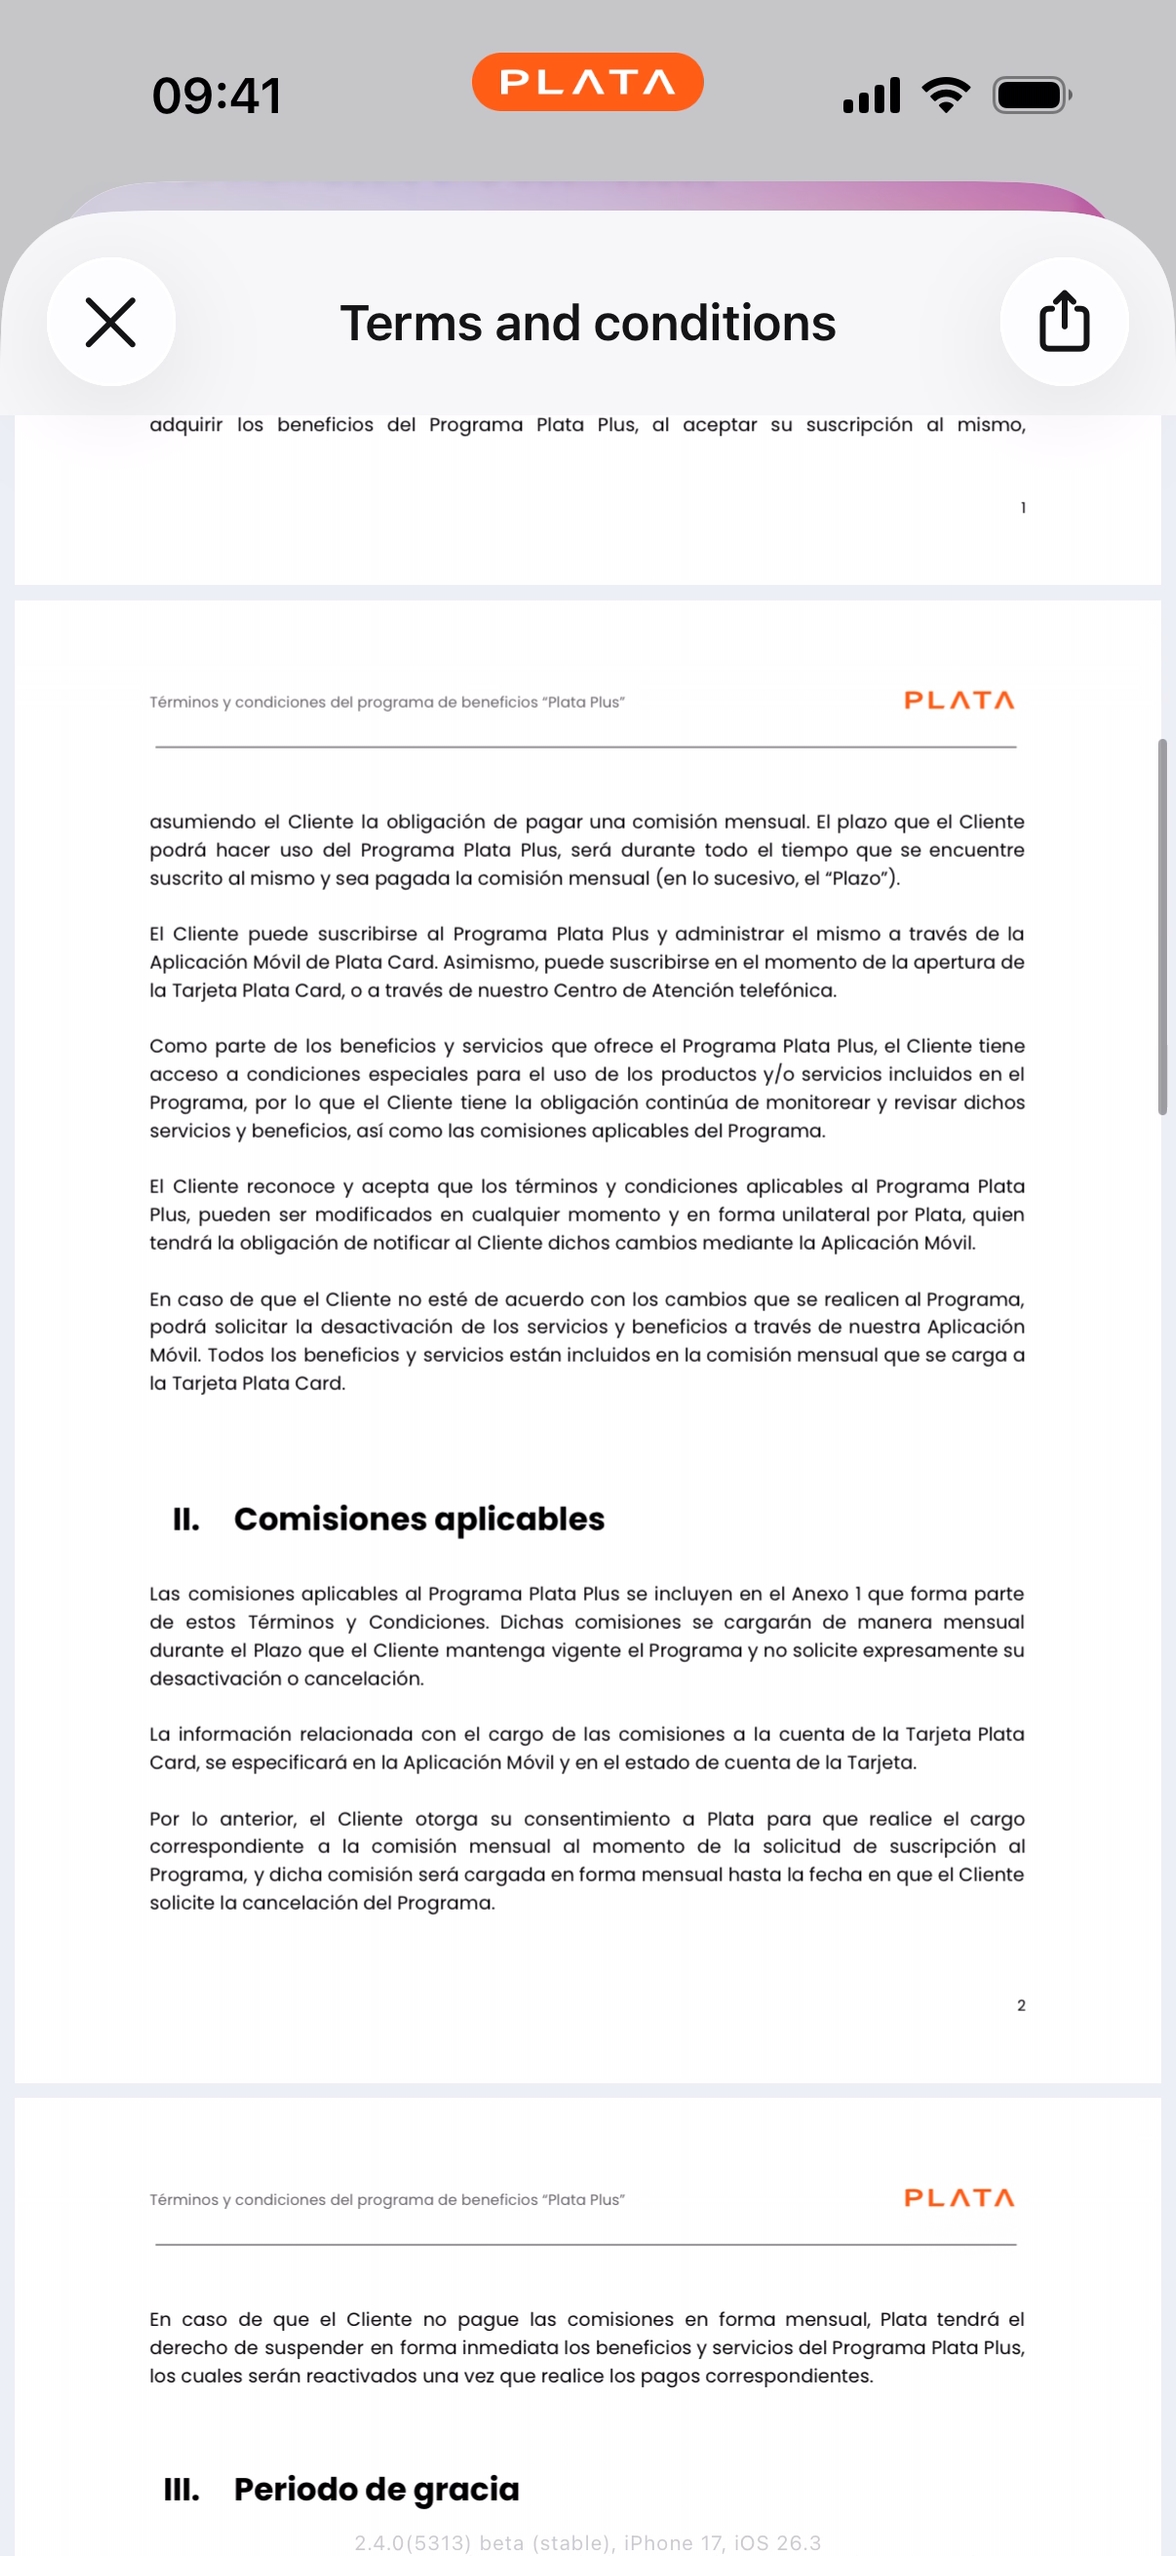 09:41
PLATA
Terms and conditions
adquirir los beneficios del Programa Plata Plus, al aceptar su suscripción al mismo,
1
Términos y condiciones del programa de beneficios “Plata Plus”
PLATA
asumiendo el Cliente la obligación de pagar una comisión mensual. El plazo que el Cliente
podrá hacer uso del Programa Plata Plus, será durante todo el tiempo que se encuentre
suscrito al mismo y sea pagada la comisión mensual (en lo sucesivo, el “Plazo”).
El Cliente puede suscribirse al Programa Plata Plus y administrar el mismo a través de la
Aplicación Móvil de Plata Card. Asimismo, puede suscribirse en el momento de la apertura de
la Tarjeta Plata Card, o a través de nuestro Centro de Atención telefónica.
Como parte de los beneficios y servicios que ofrece el Programa Plata Plus, el Cliente tiene
acceso a condiciones especiales para el uso de los productos y/o servicios incluidos en el
Programa, por lo que el Cliente tiene la obligación continúa de monitorear y revisar dichos
servicios y beneficios, así como las comisiones aplicables del Programa.
El Cliente reconoce y acepta que los términos y condiciones aplicables al Programa Plata
Plus, pueden ser modificados en cualquier momento y en forma unilateral por Plata, quien
tendrá la obligación de notificar al Cliente dichos cambios mediante la Aplicación Móvil.
En caso de que el Cliente no esté de acuerdo con los cambios que se realicen al Programa,
podrá solicitar la desactivación de los servicios y beneficios a través de nuestra Aplicación
Móvil. Todos los beneficios y servicios están incluidos en la comisión mensual que se carga a
la Tarjeta Plata Card.
II. Comisiones aplicables
Las comisiones aplicables al Programa Plata Plus se incluyen en el Anexo 1 que forma parte
de estos Términos y Condiciones. Dichas comisiones se cargarán de manera mensual
durante el Plazo que el Cliente mantenga vigente el Programa y no solicite expresamente su
desactivación o cancelación.
La información relacionada con el cargo de las comisiones a la cuenta de la Tarjeta Plata
Card, se especificará en la Aplicación Móvil y en el estado de cuenta de la Tarjeta.
Por lo anterior, el Cliente otorga su consentimiento a Plata para que realice el cargo
correspondiente a la comisión mensual al momento de la solicitud de suscripción al
Programa, y dicha comisión será cargada en forma mensual hasta la fecha en que el Cliente
solicite la cancelación del Programa.
2
Términos y condiciones del programa de beneficios “Plata Plus”
PLATA
En caso de que el Cliente no pague las comisiones en forma mensual, Plata tendrá el
derecho de suspender en forma inmediata los beneficios y servicios del Programa Plata Plus,
los cuales serán reactivados una vez que realice los pagos correspondientes.
III. Periodo de gracia
2.4.0(5313) beta (stable), iPhone 17, iOS 26.3